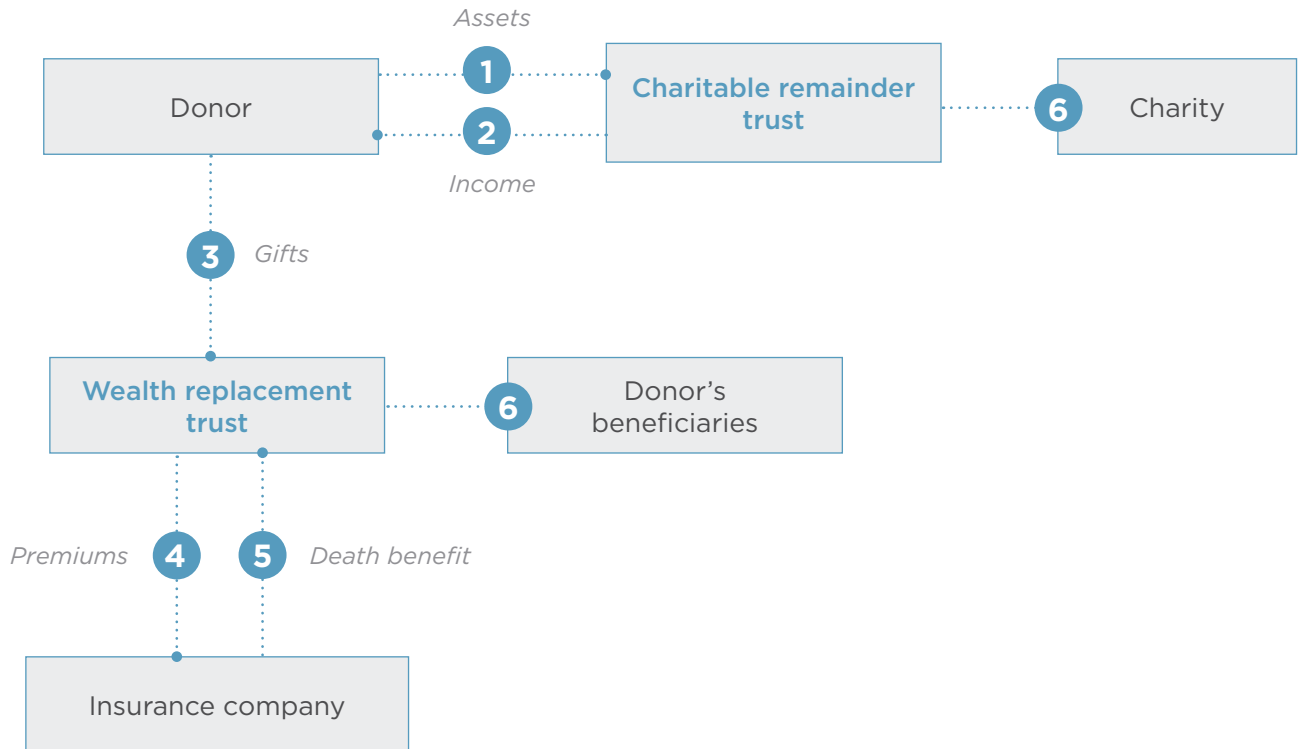 Assets
Donor
1
Charitable remainder
trust
6
Charity
2
Income
3
Gifts
Wealth replacement
trust
6
Donor’s
beneficiaries
Premiums
4
5
Death benefit
Insurance company